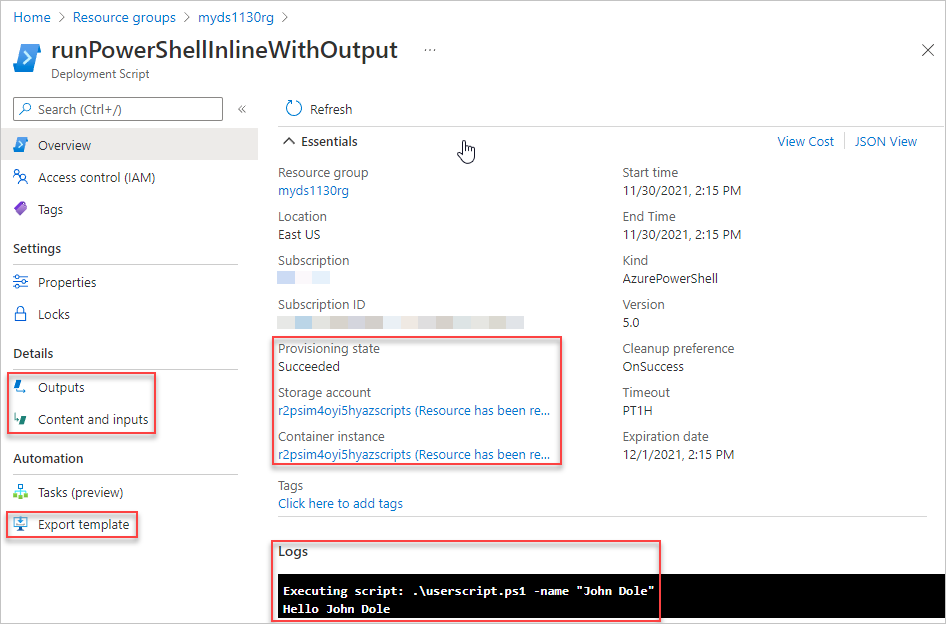 Home > Resource groups > myds1130rg >
runPowerShellInlineWithOutput ...
Deployment Script
Search (Ctrl+/)
«
Overview
Access control (IAM)
Tags
Settings
Properties
Locks
Details
Outputs
Content and inputs
Automation
Tasks (preview)
Export template
Refresh
Essentials
View Cost
JSON View
Resource group
myds1130rg
Location
East US
Subscription
Subscription ID
Provisioning state
Succeeded
Storage account
r2psim4oyi5hyazscripts (Resource has been re...
Container instance
r2psim4oyi5hyazscripts (Resource has been re...
Start time
11/30/2021, 2:15 PM
End Time
11/30/2021, 2:15 PM
Kind
AzurePowerShell
Version
5.0
Cleanup preference
OnSuccess
Timeout
PT1H
Expiration date
12/1/2021, 2:15 PM
Tags
Click here to add tags
Logs
Executing script: .\userscript.ps1 -name "John Dole"
Hello John Dole